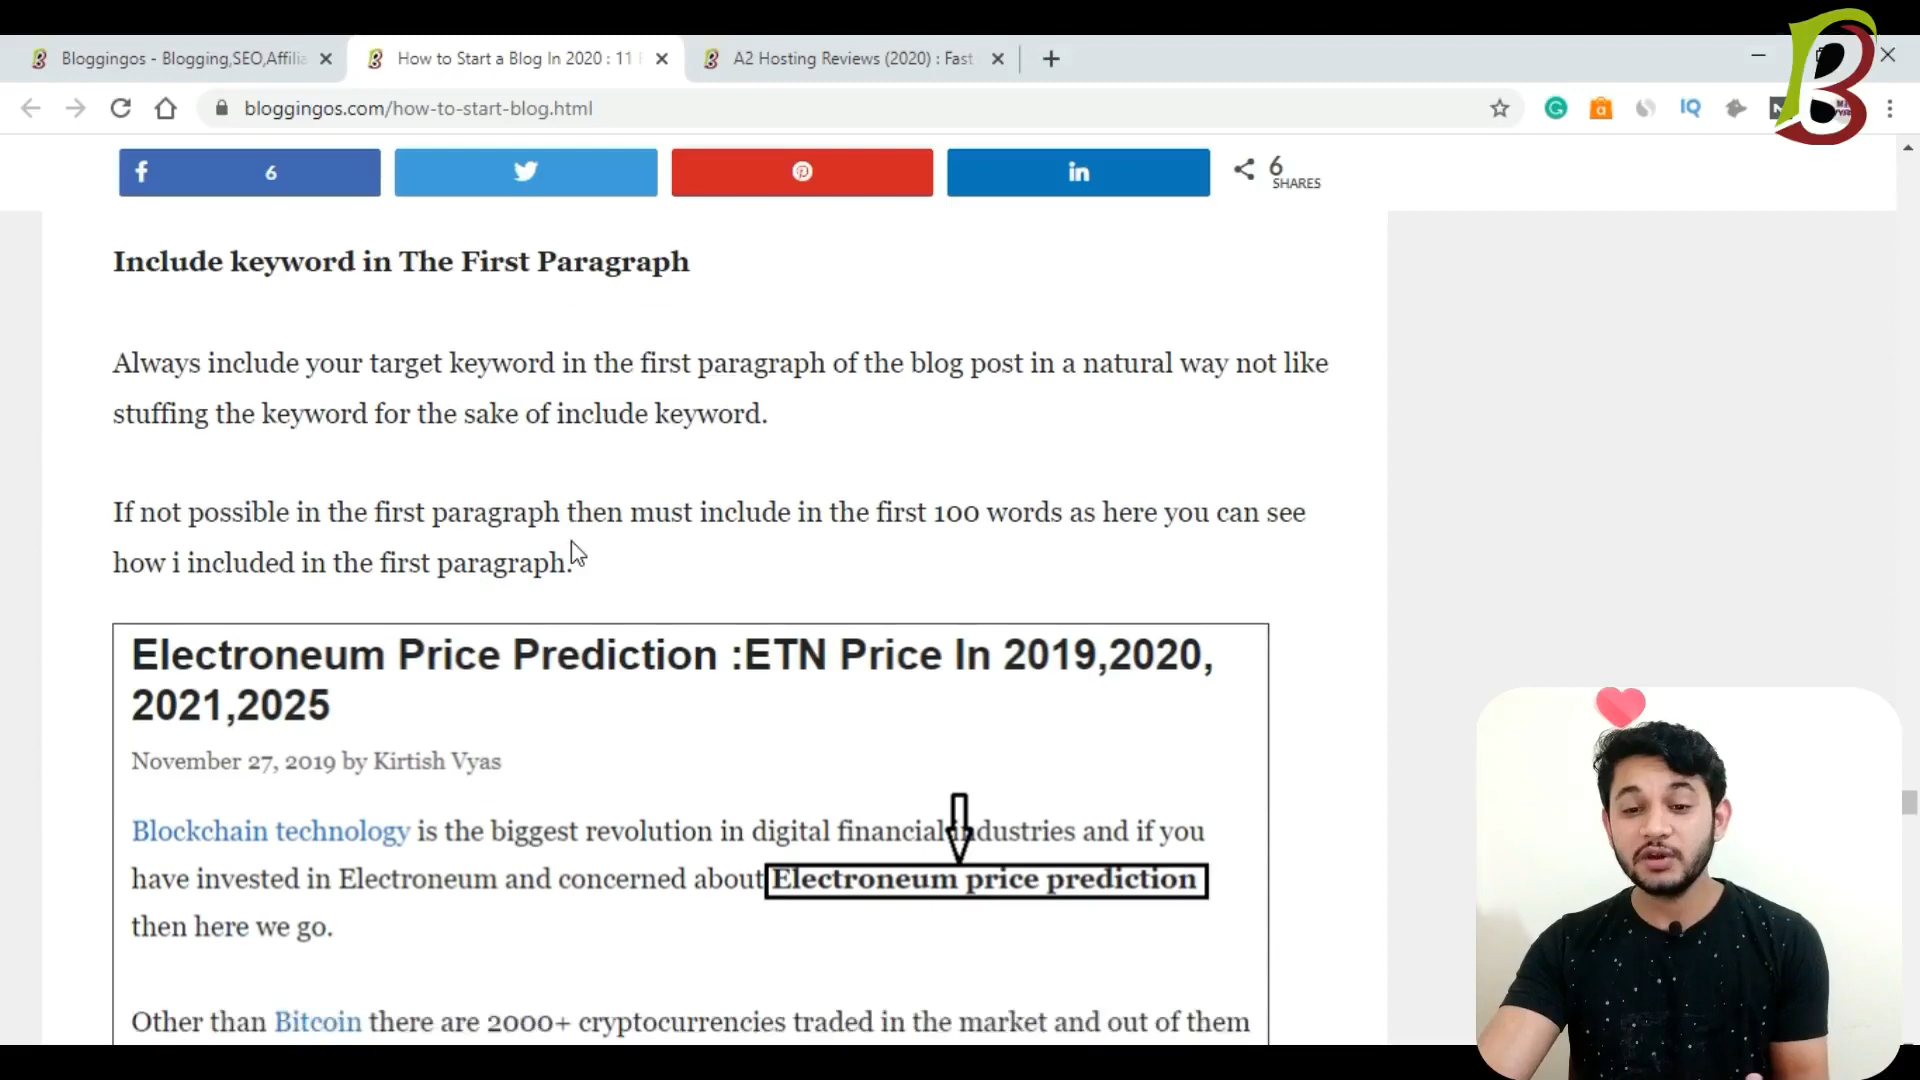 Bloggingos - Blogging,SEO,Affilia
How to Start a Blog In 2020 : 11
A2 Hosting Reviews (2020) : Fast
bloggingos.com/how-to-start-blog.html
6
6
SHARES
Include keyword in The First Paragraph
Always include your target keyword in the first paragraph of the blog post in a natural way not like
stuffing the keyword for the sake of include keyword.
If not possible in the first paragraph then must include in the first 100 words as here you can see
how i included in the first paragraph.
Electroneum Price Prediction :ETN Price In 2019,2020,
2021,2025
November 27, 2019 by Kirtish Vyas
Blockchain technology is the biggest revolution in digital financial industries and if you
have invested in Electroneum and concerned about Electroneum price prediction
then here we go.
Other than Bitcoin there are 2000+ cryptocurrencies traded in the market and out of them